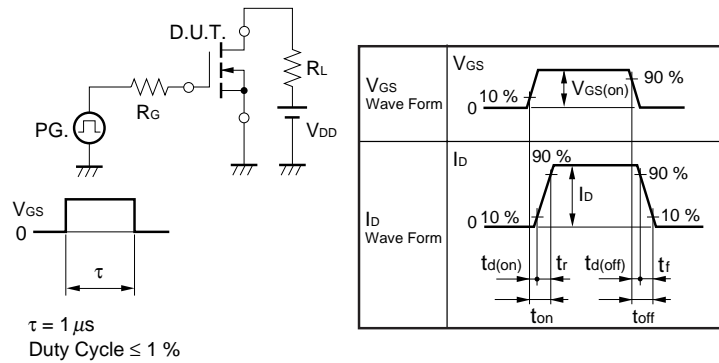 D.U.T.
RL
RG
PG.
VDD
VGS
0
τ
τ = 1 μs
Duty Cycle ≤ 1 %
VGS
Wave Form
VGS
10 %
0
VGS(on)
90 %
ID
Wave Form
ID
90 %
90 %
ID
0
10 %
10 %
td(on)
tr
td(off)
tf
ton
toff